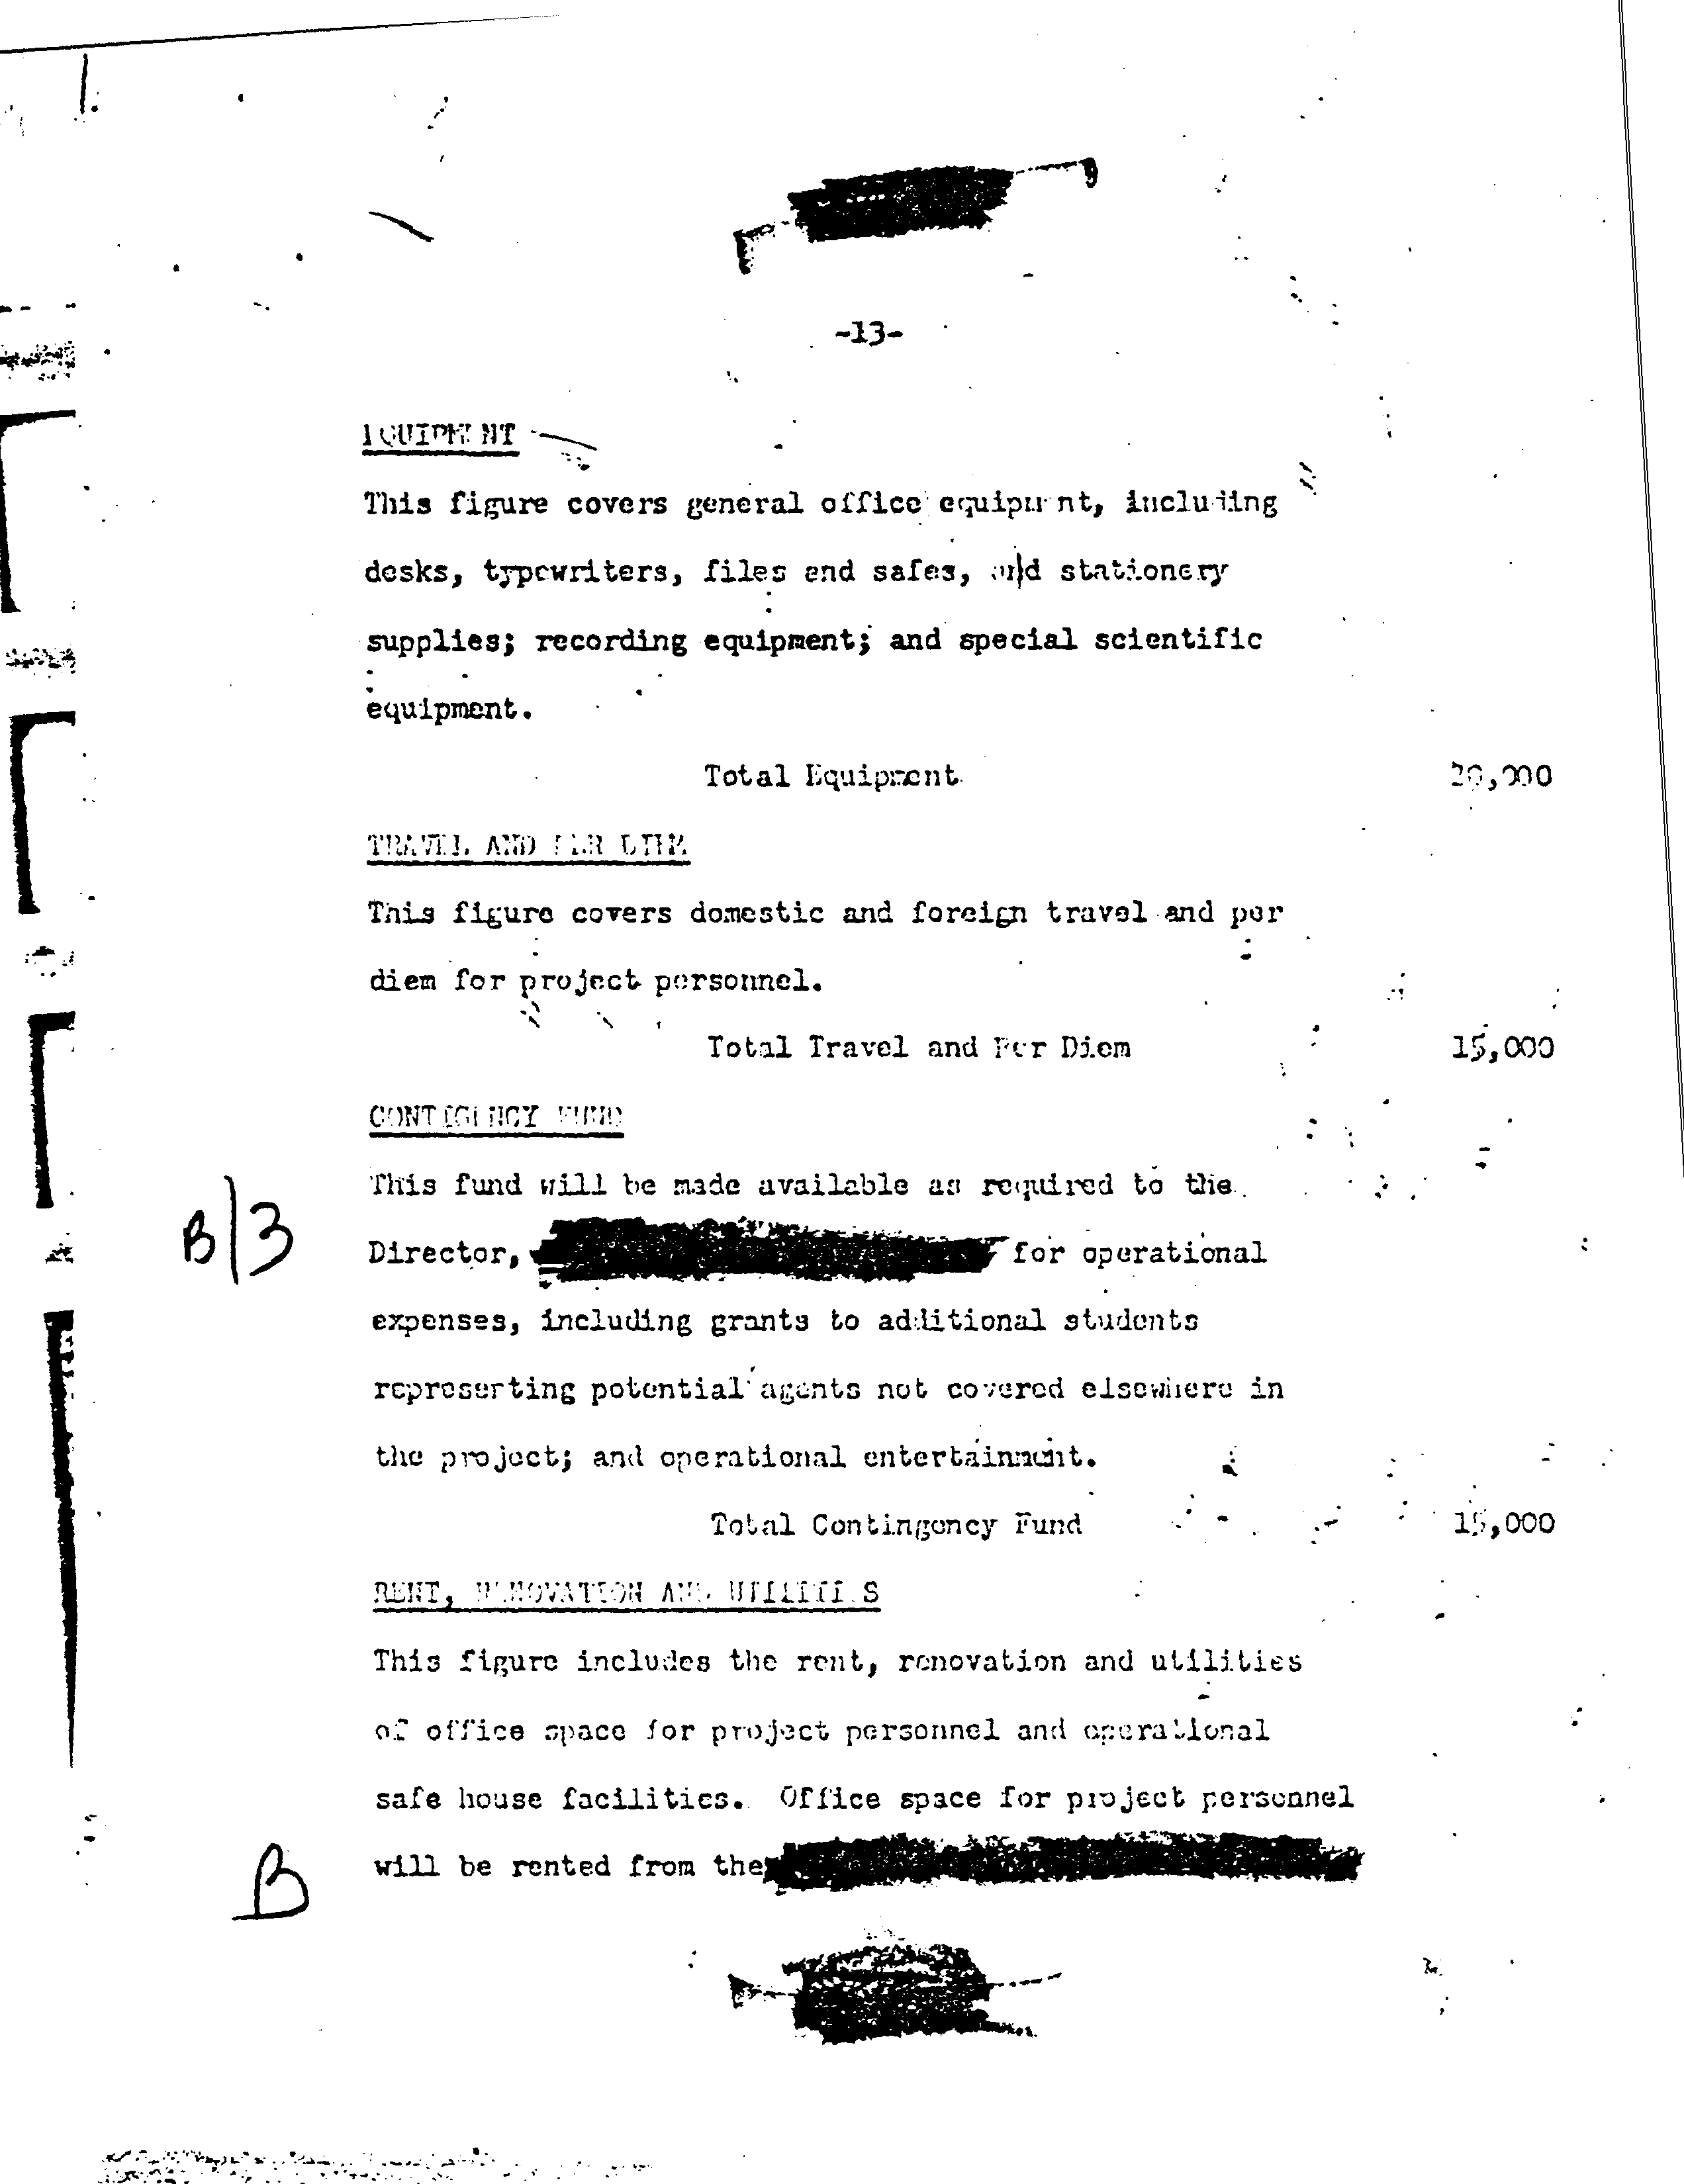 -13-
EQUIPMENT
This figure covers general office equipment, including
desks, typewriters, files and safes, and stationery
supplies; recording equipment; and special scientific
equipment.
Total Equipment 20,000
TRAVEL AND PER DIEM
This figure covers domestic and foreign travel and per
diem for project personnel.
Total Travel and Per Diem 15,000
CONTIGENCY FUND
This fund will be made available as required to the
B/3
Director, for operational
expenses, including grants to additional students
representing potential agents not covered elsewhere in
the project; and operational entertainment.
Total Contingency Fund 15,000
RENT, RENOVATION AND UTILITIES
This figure includes the rent, renovation and utilities
of office space for project personnel and operational
safe house facilities. Office space for project personnel
will be rented from the
B